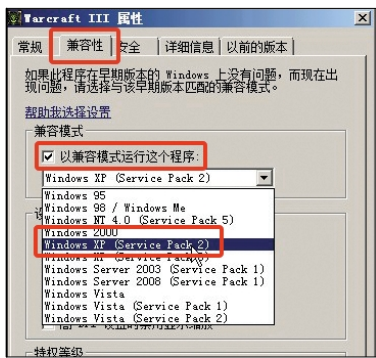 Warcraft III 属性
常规 兼容性 安全 详细信息 以前的版本
如果此程序在早期版本的 Windows 上没有问题，而现在出
现问题，请选择与该早期版本匹配的兼容模式。
帮助我选择设置
兼容模式
以兼容模式运行这个程序:
Windows XP (Service Pack 2)
Windows 95
Windows 98 / Windows Me
Windows NT 4.0 (Service Pack 5)
Windows 2000
Windows XP (Service Pack 2)
Windows XP (Service Pack 3)
Windows Server 2003 (Service Pack 1)
Windows Server 2008 (Service Pack 1)
Windows Vista
Windows Vista (Service Pack 1)
Windows Vista (Service Pack 2)
特权等级